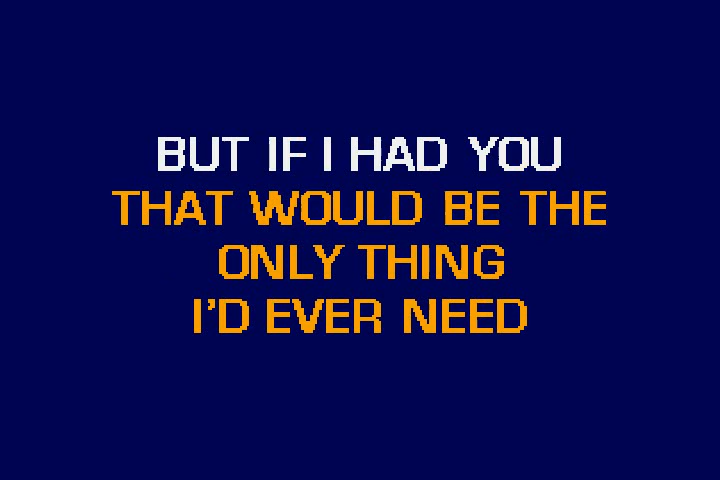 BUT IF I HAD YOU
THAT WOULD BE THE
ONLY THING
I'D EVER NEED